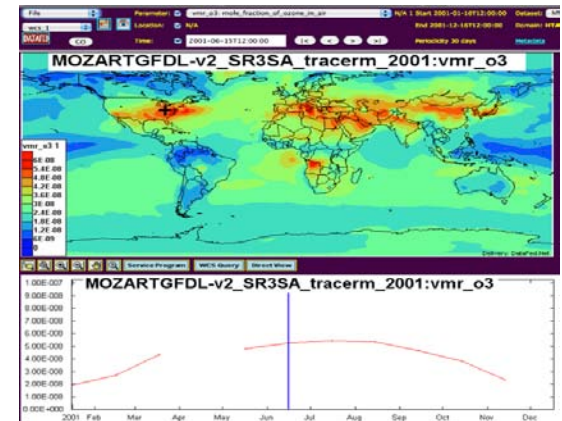 File
Parameter: vmr_o3: mole_fraction_of_ozone_in_air N/A 1 Start 2001-01-16T12:00:00 Dataset:
wcs_1 Location: N/A End 2001-12-16T12:00:00 Domain: HTAP
DATAFED GO Time: 2001-06-15T12:00:00 |< < > >| Periodicity 30 days Metadata
MOZARTGFDL-v2_SR3SA_tracerm_2001:vmr_o3
vmr_o3 1
6E-08
5.4E-08
4.8E-08
4.2E-08
3.6E-08
3E-08
2.4E-08
1.8E-08
1.2E-08
6E-09
0
Delivery: DataFed.Net
Service Program WCS Query Direct View
MOZARTGFDL-v2_SR3SA_tracerm_2001:vmr_o3
1.00E-007
9.00E-008
8.00E-008
7.00E-008
6.00E-008
5.00E-008
4.00E-008
3.00E-008
2.00E-008
1.00E-008
0.00E+000
2001 Feb Mar Apr May Jun Jul Aug Sep Oct Nov Dec